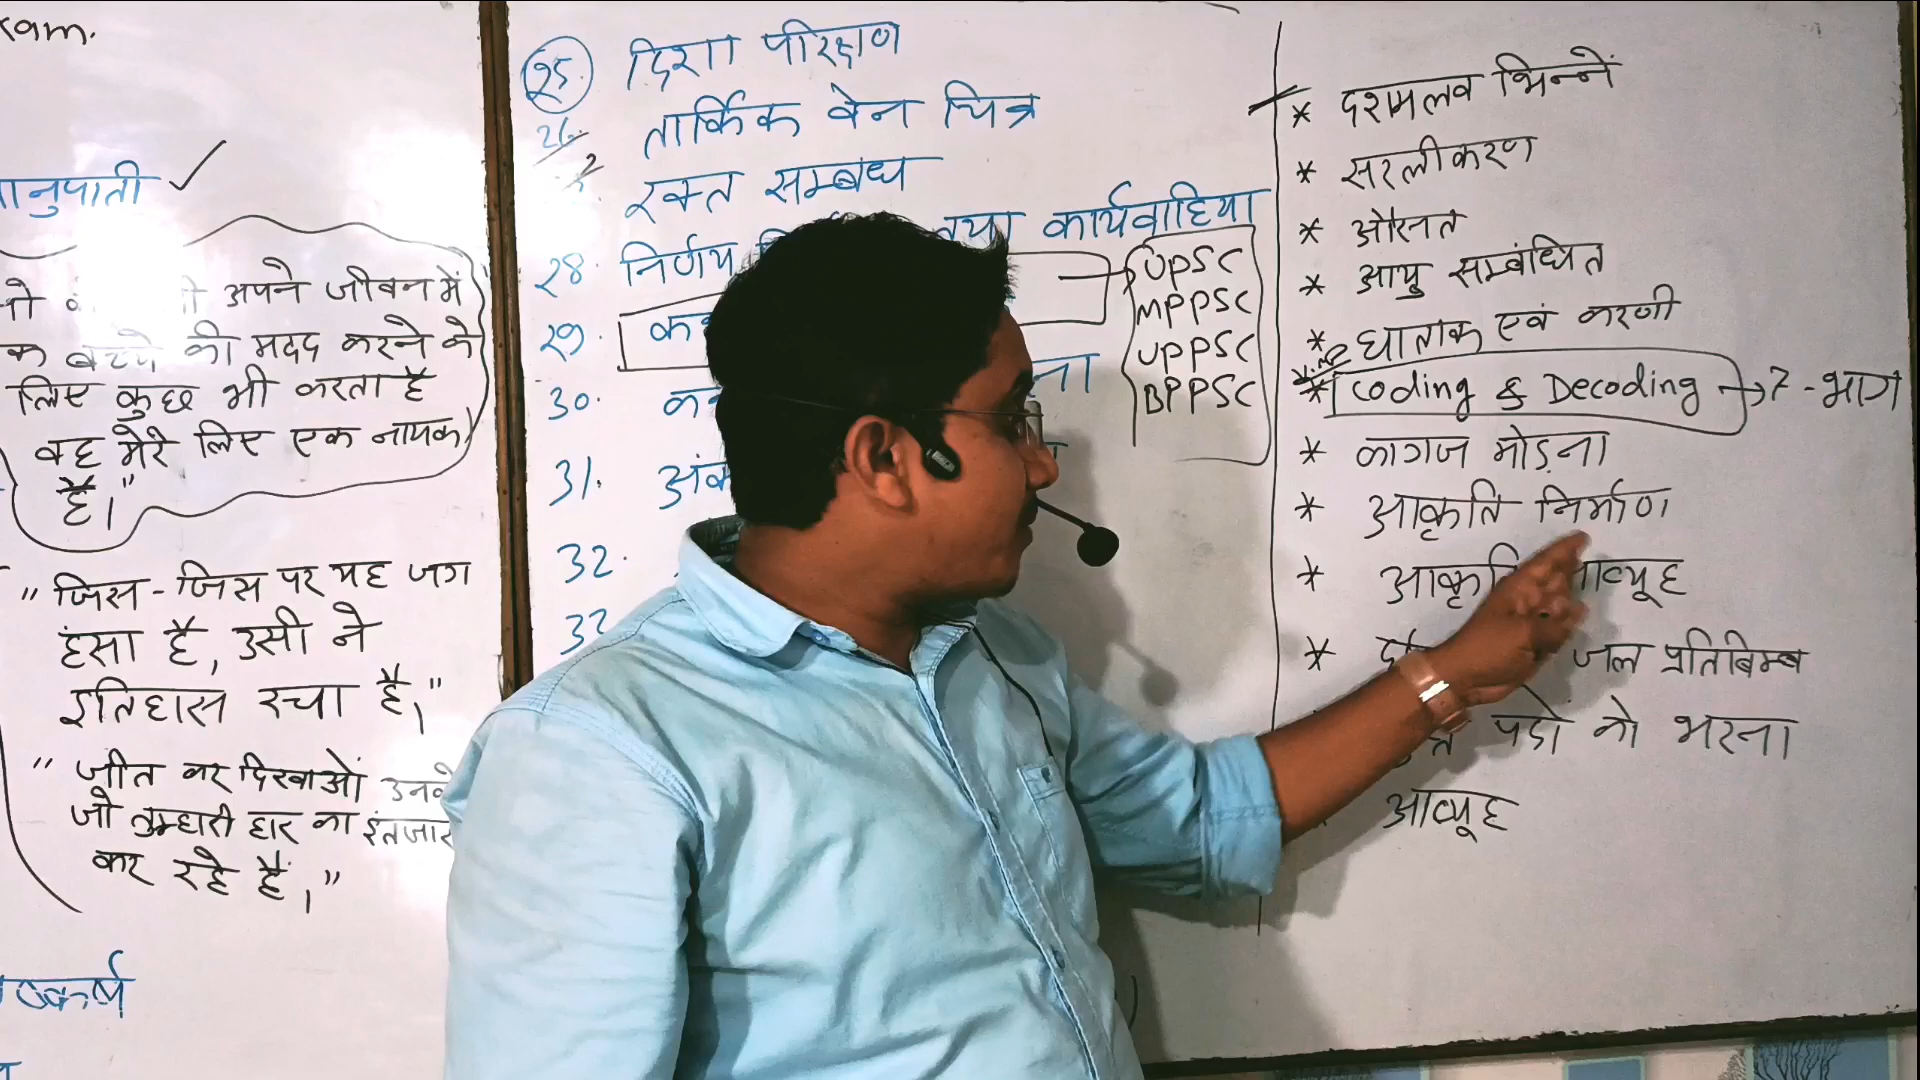 xam.
ानुपाती
अपने जीवन में
बच्चे की मदद करने के
लिए कुछ भी करता है
वह मेरे लिए एक नायक
है।"
"जिस-जिस पर यह जग
हंसा है, उसी ने
इतिहास रचा है।"
"जीत कर दिखाओं उनके
जो तुम्हारी हार का इंतजार
कर रहे हैं।"
ष्कर्ष
25. दिशा परिक्षण
26. तार्किक वेन चित्र
रक्त सम्बंध
28. निर्णय तथा कार्यवाहिया
29.
30.
31.
32.
33
UPSC
MPPSC
UPPSC
BPPSC
* दशमलव भिन्नें
* सरलीकरण
* औसत
* आयु सम्बंधित
* घातांक एवं करणी
* Coding & Decoding → 7-भाग
* कागज मोड़ना
* आकृति निर्माण
* आकृति आव्यूह
* जल प्रतिबिम्ब
पदों को भरना
आव्यूह